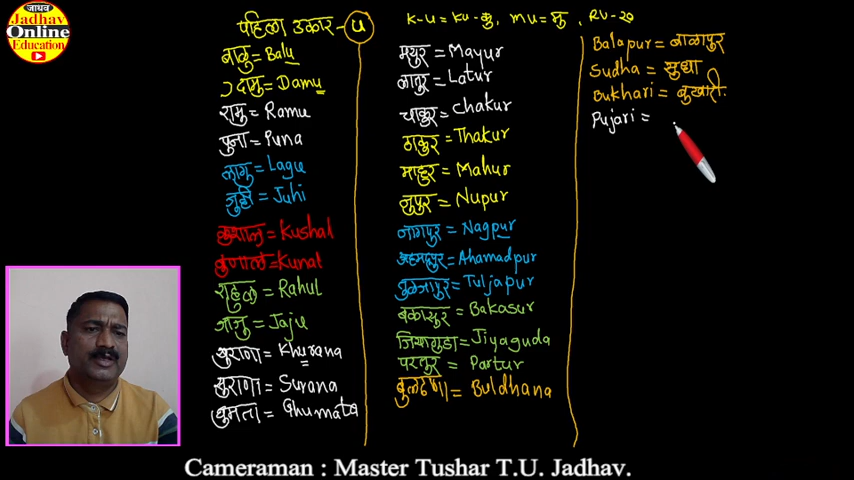 जाधव
Jadhav
Online
Education
पहिला उकार - u
K-U = KU - कु, MU = मु, RU - रु
बाळु = Balu
दामु = Damu
रामु = Ramu
पुना = Puna
लागु = Lagu
जुही = Juhi
कुशाल = Kushal
कुणाल = Kunal
राहुल = Rahul
जाजु = Jaju
खुराणा = Khurana
सुराणा = Surana
घुमता = Ghumata
मयुर = Mayur
लातुर = Latur
चाकुर = Chakur
ठाकुर = Thakur
माहुर = Mahur
नुपुर = Nupur
नागपुर = Nagpur
अहमदपुर = Ahamadpur
तुळजापुर = Tuljapur
बकासुर = Bakasur
जियागुडा = Jiyaguda
परतुर = Partur
बुलढाणा = Buldhana
Balapur = बाळापुर
Sudha = सुधा
Bukhari = बुखारी
Pujari =
Cameraman : Master Tushar T.U. Jadhav.